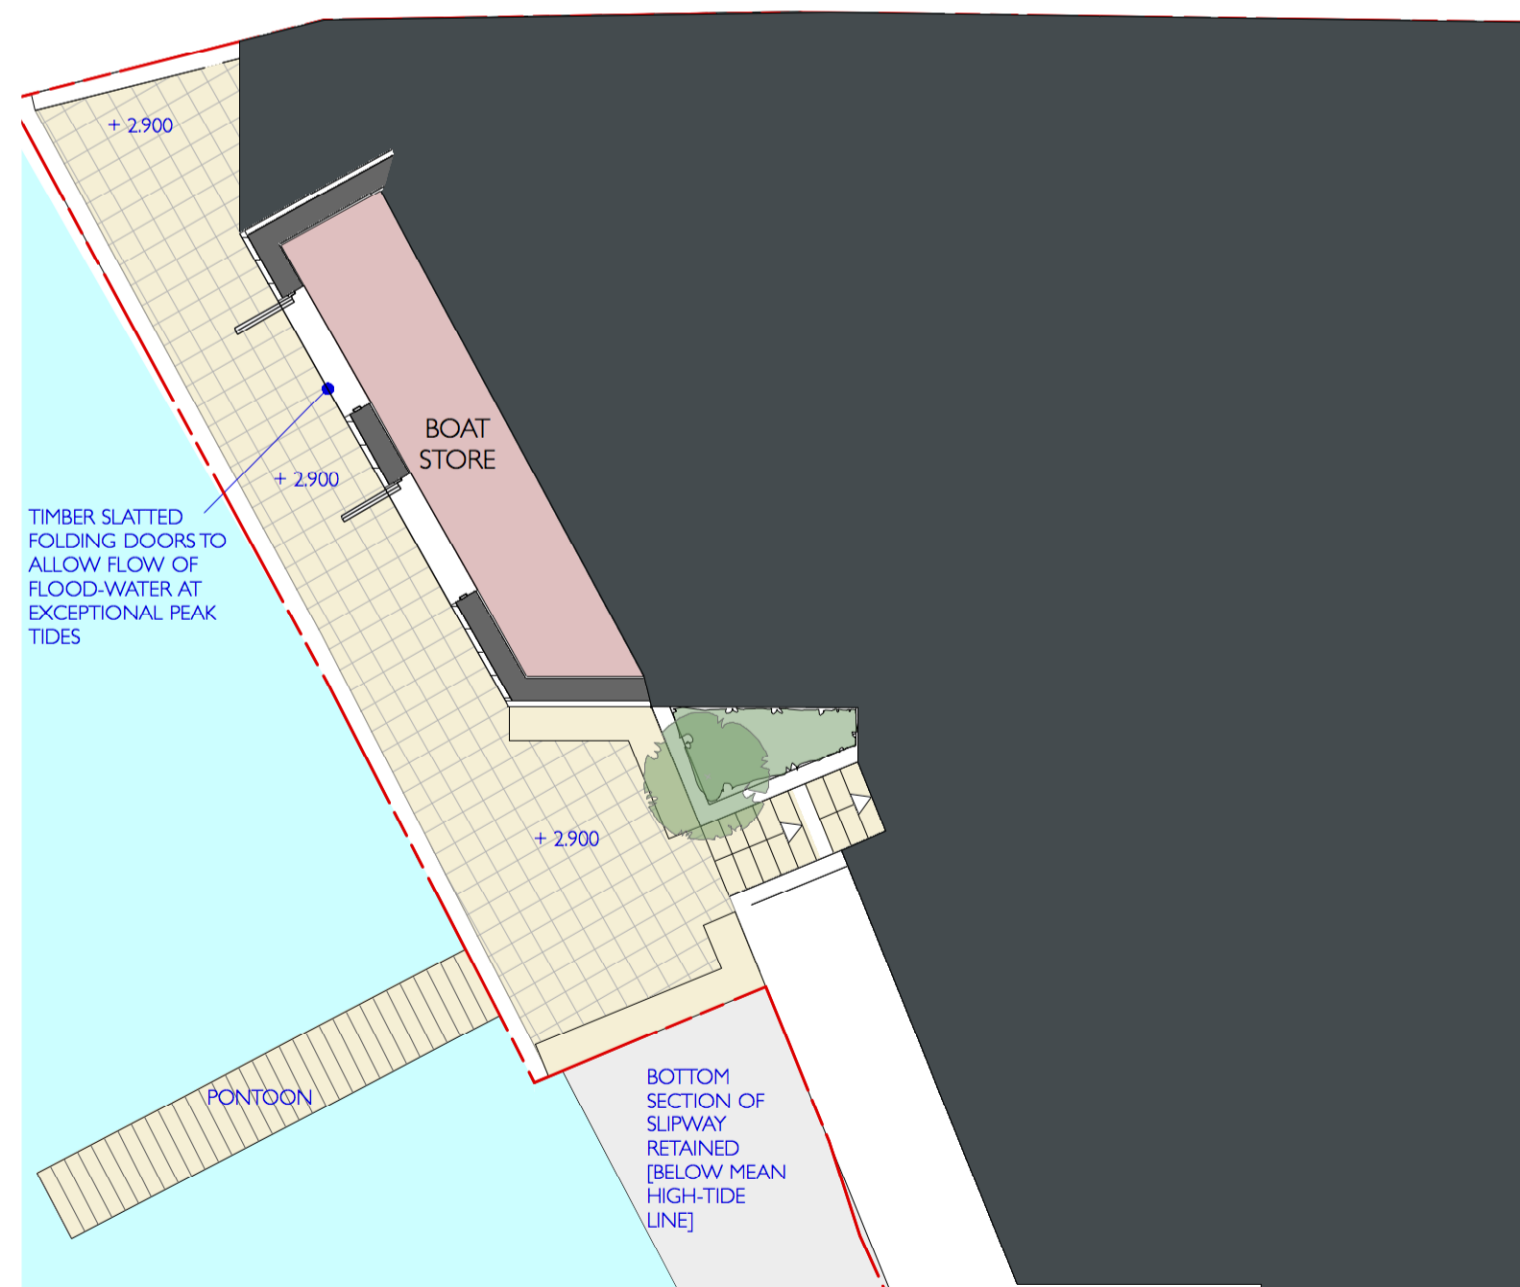 + 2.900
BOAT
STORE
+ 2.900
TIMBER SLATTED
FOLDING DOORS TO
ALLOW FLOW OF
FLOOD-WATER AT
EXCEPTIONAL PEAK
TIDES
+ 2.900
PONTOON
BOTTOM
SECTION OF
SLIPWAY
RETAINED
[BELOW MEAN
HIGH-TIDE
LINE]